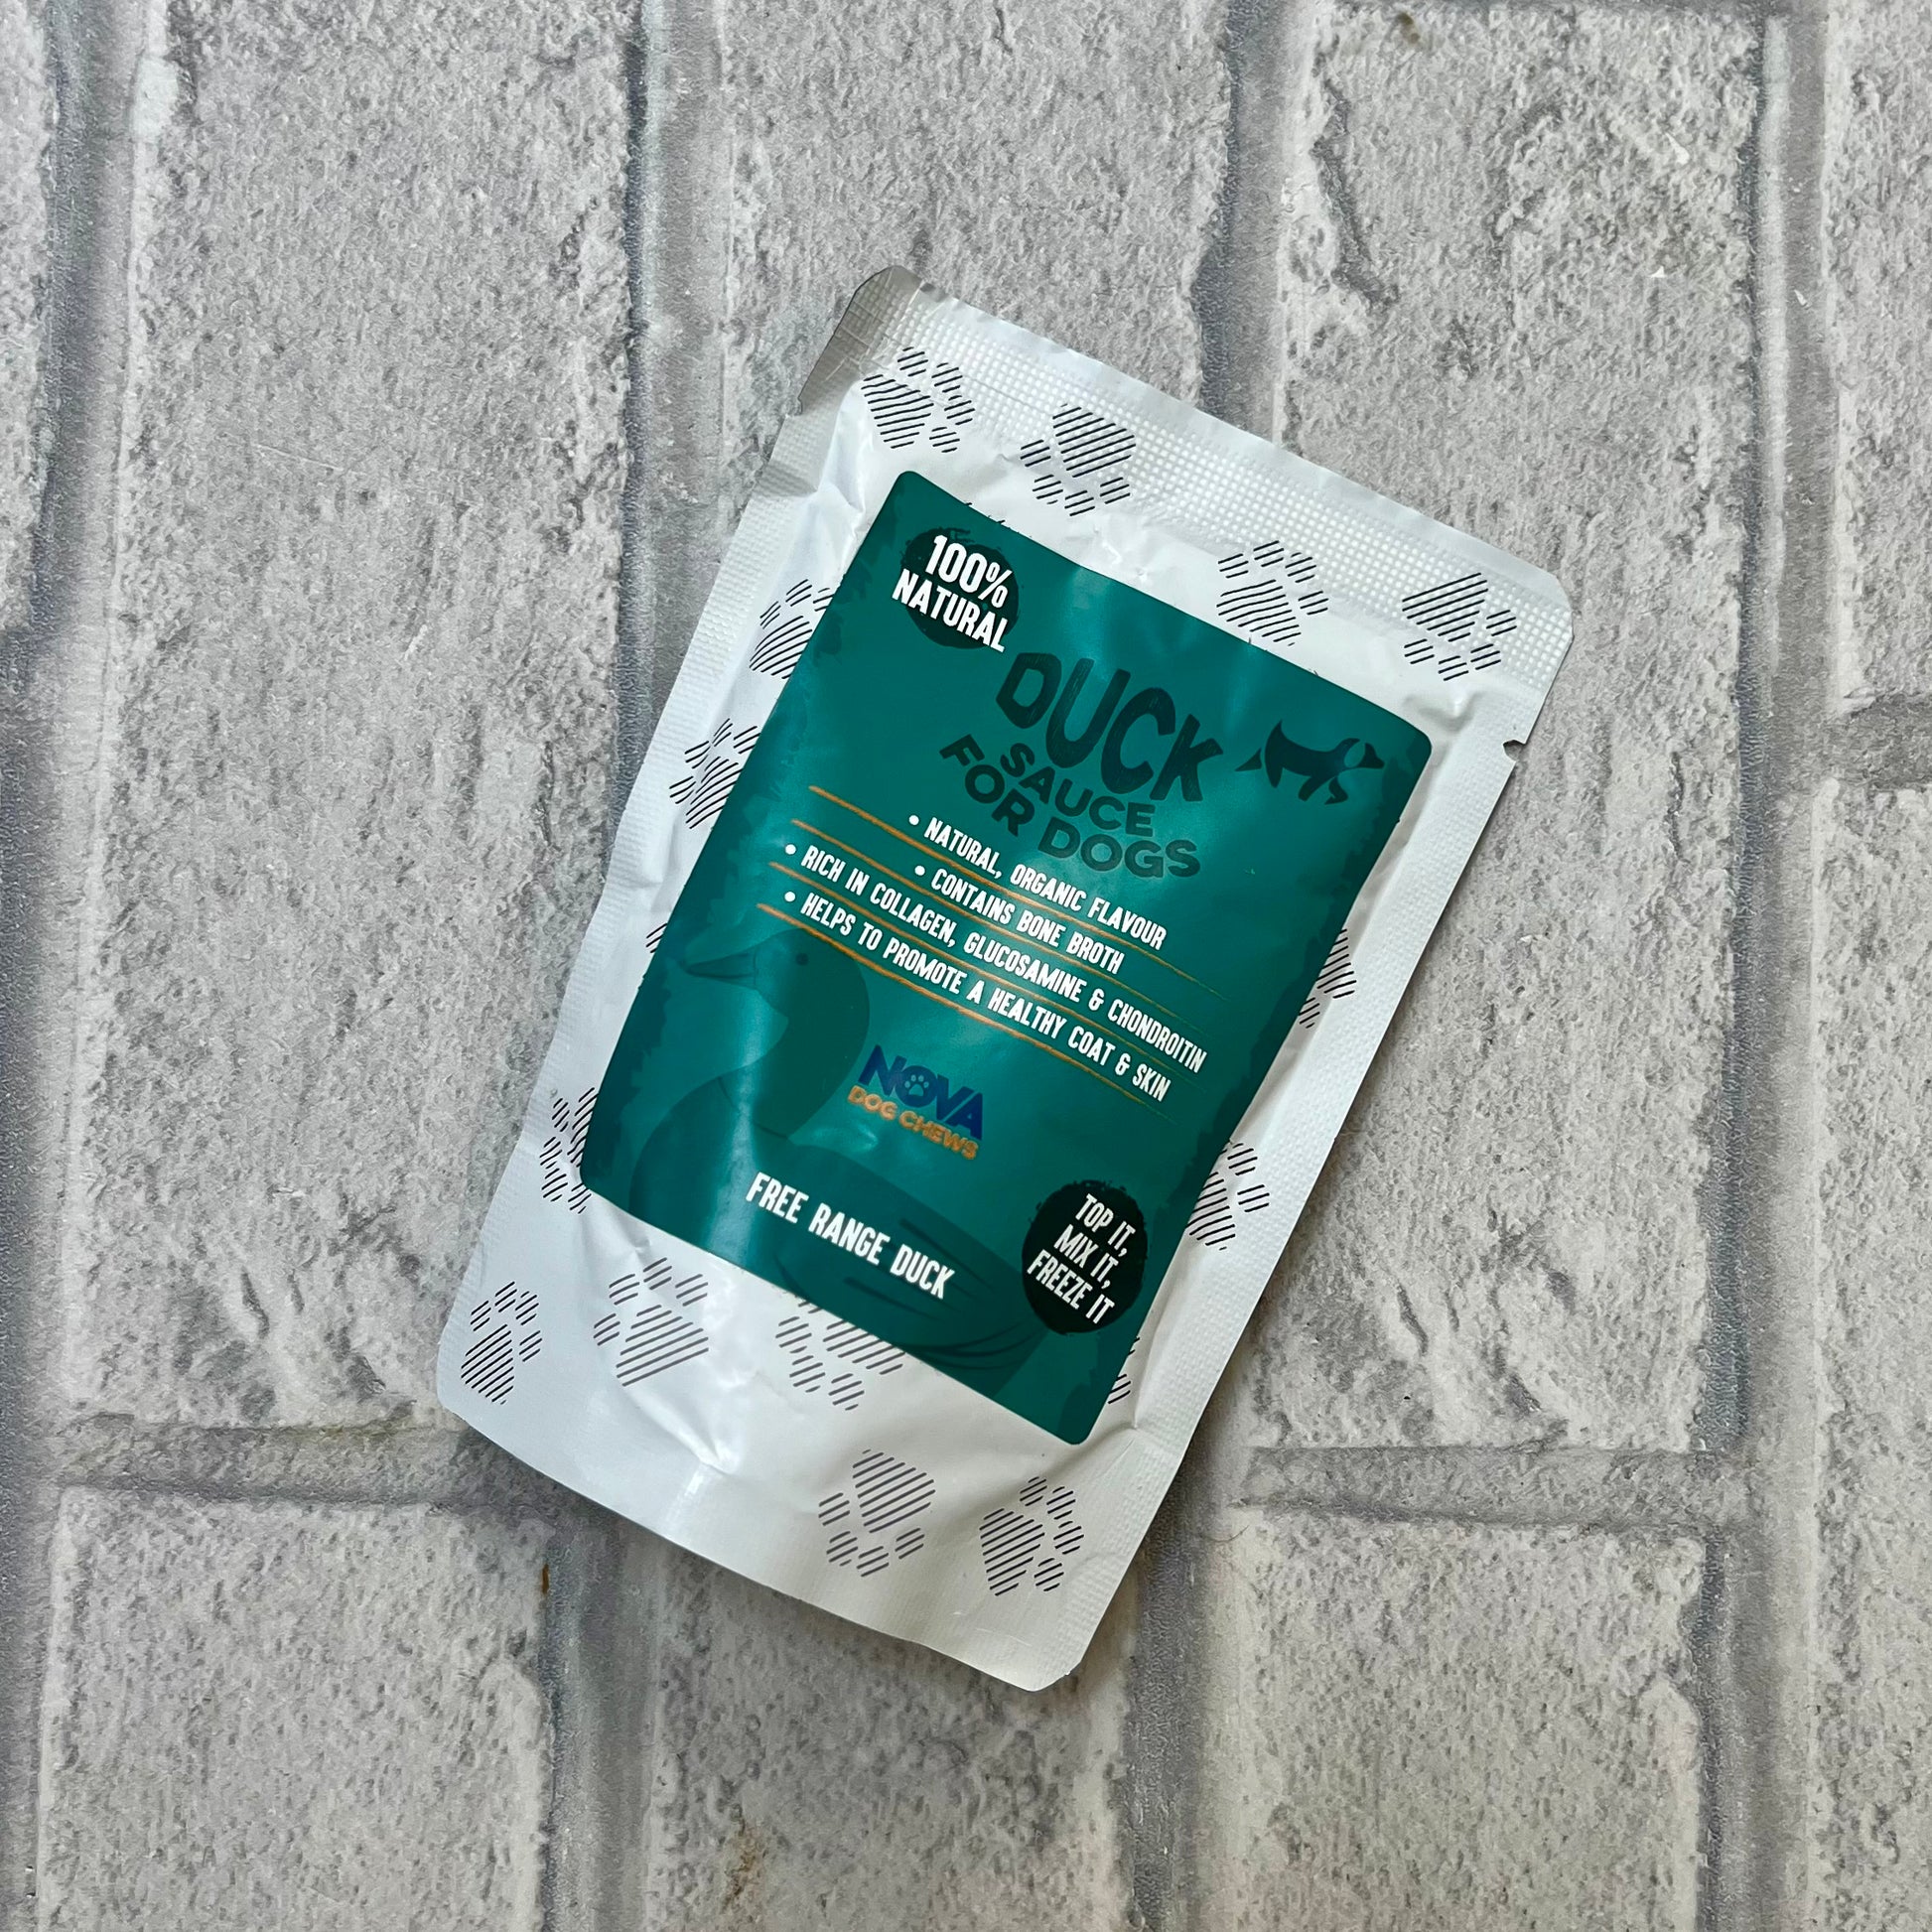 100%
NATURAL
DUCK
SAUCE
FOR DOGS
• NATURAL, ORGANIC FLAVOUR
• CONTAINS BONE BROTH
• RICH IN COLLAGEN, GLUCOSAMINE & CHONDROITIN
• HELPS TO PROMOTE A HEALTHY COAT & SKIN
NOVA
DOG CHEWS
FREE RANGE DUCK
TOP IT,
MIX IT,
FREEZE IT